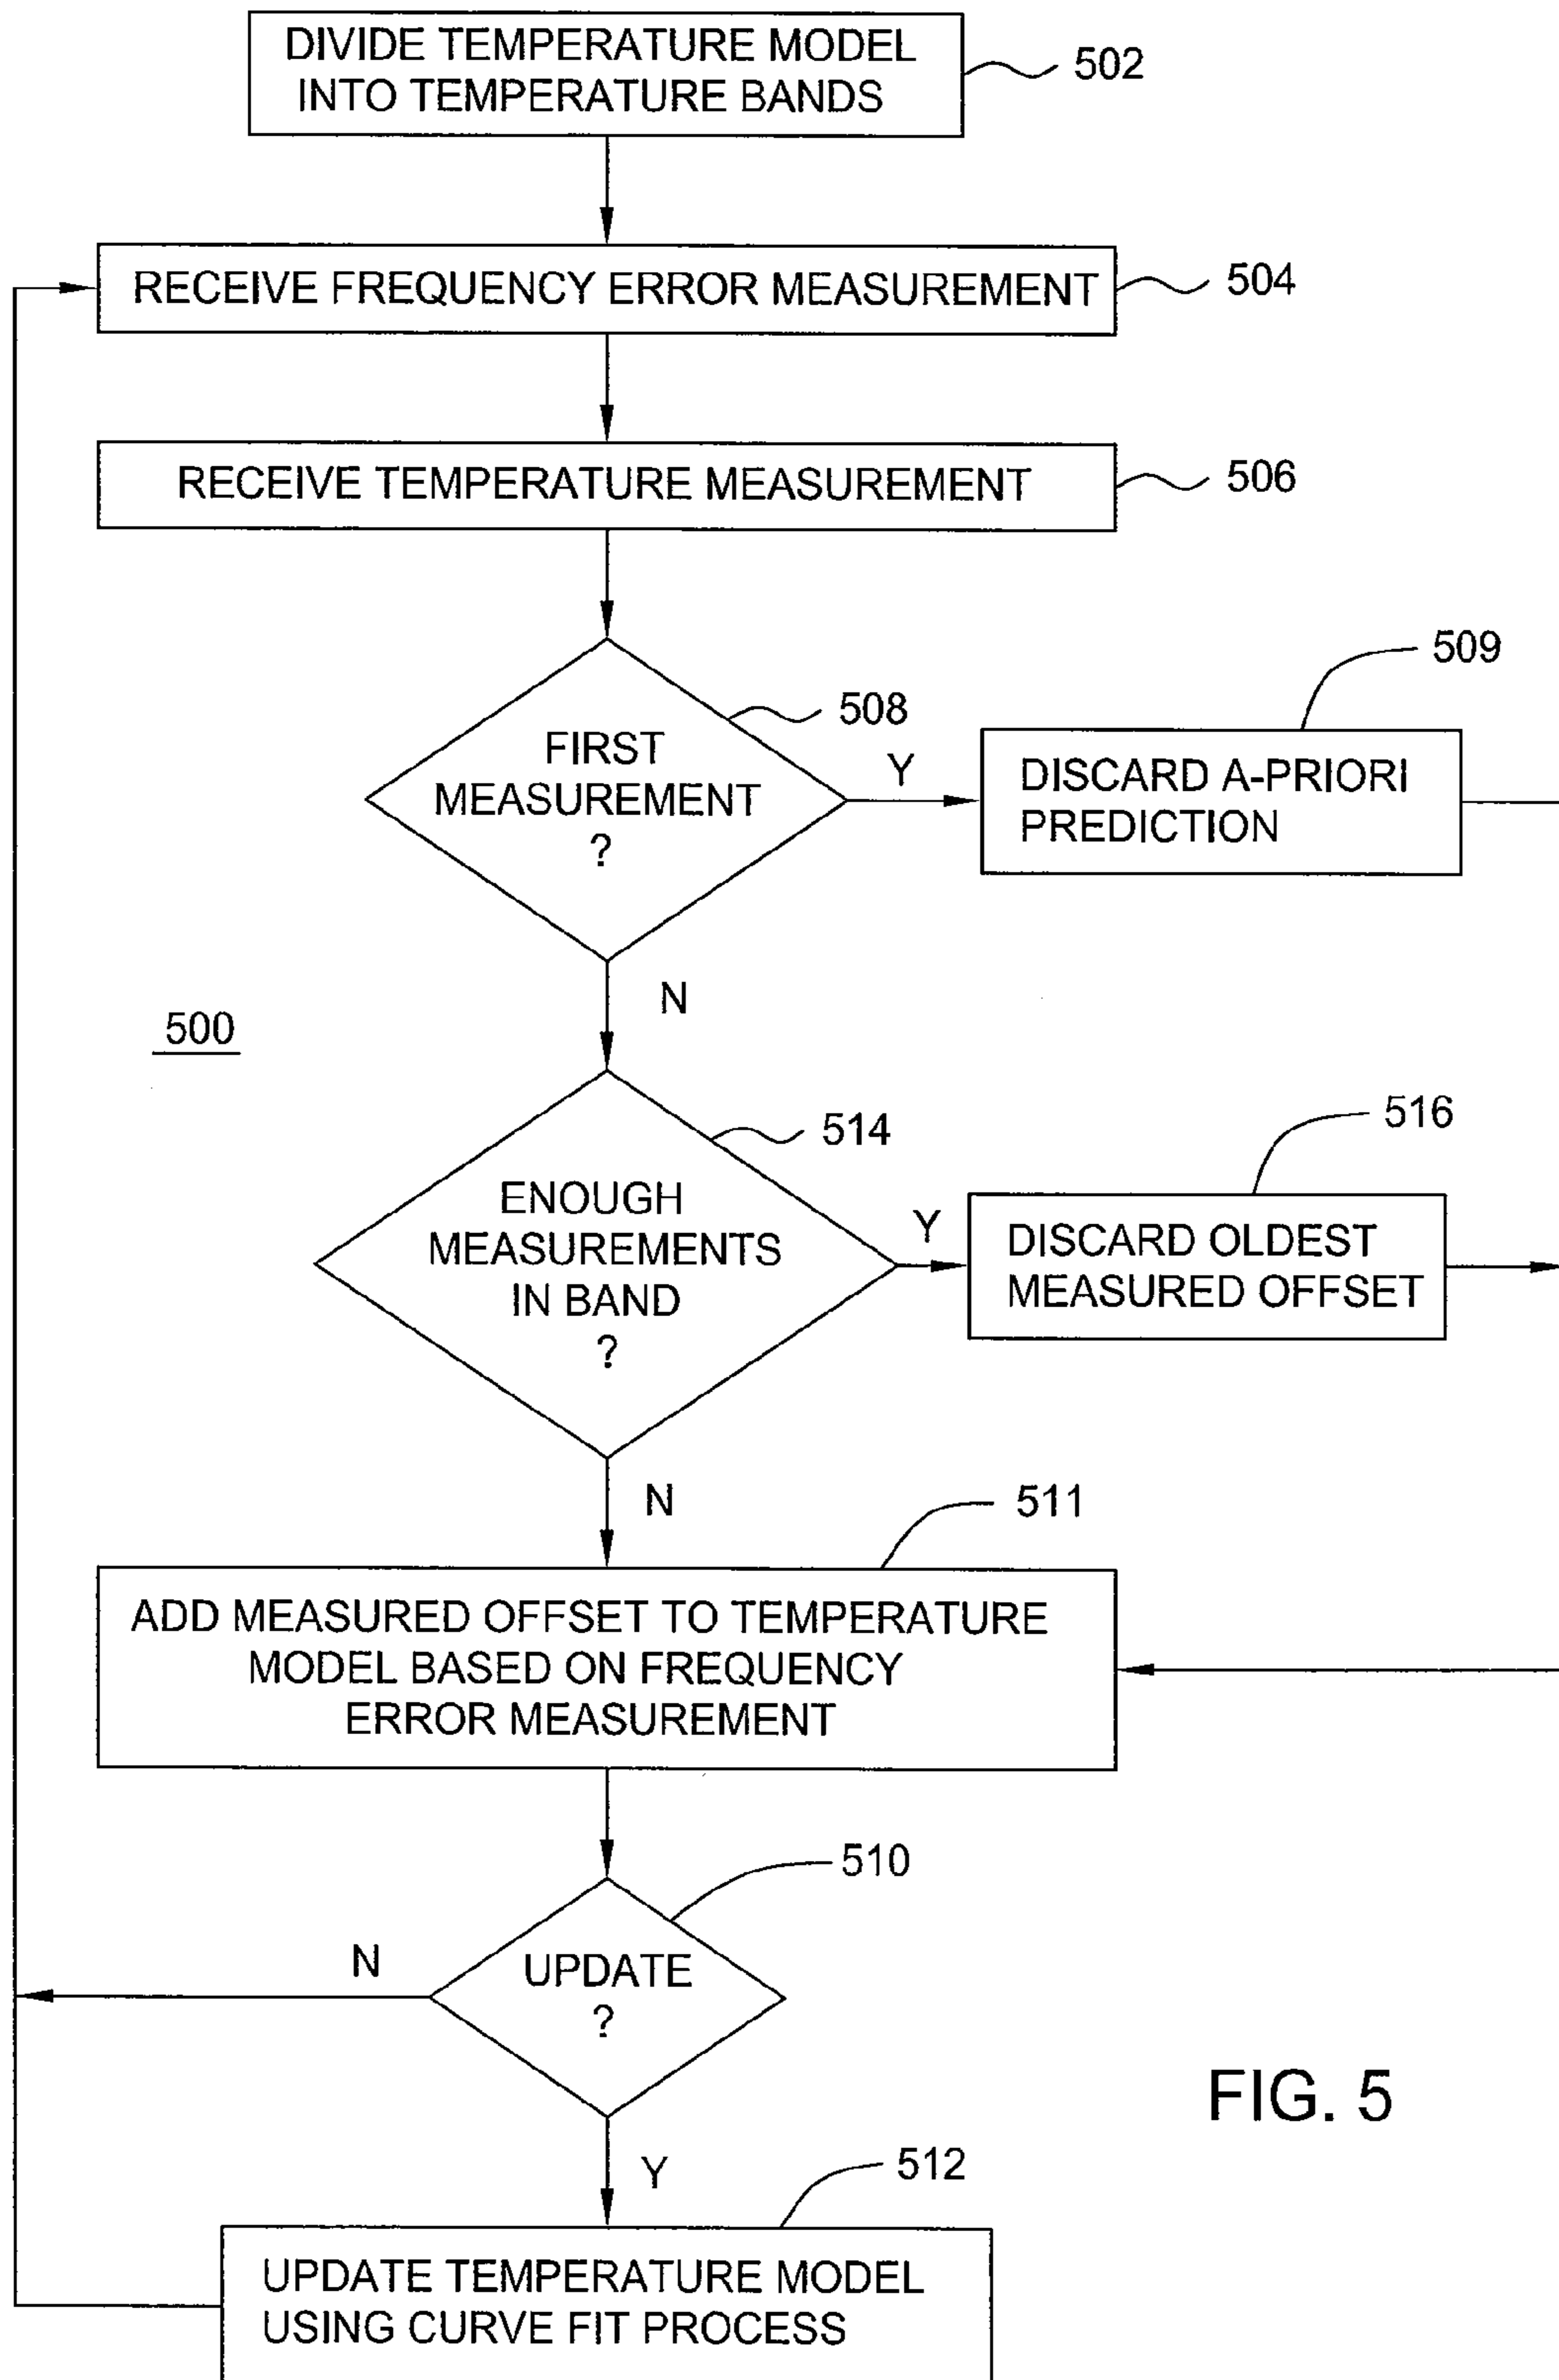 DIVIDE TEMPERATURE MODEL
INTO TEMPERATURE BANDS
502
RECEIVE FREQUENCY ERROR MEASUREMENT
504
RECEIVE TEMPERATURE MEASUREMENT
506
509
508
FIRST
MEASUREMENT
?
Y
DISCARD A-PRIORI
PREDICTION
N
500
516
514
ENOUGH
MEASUREMENTS
IN BAND
?
Y
DISCARD OLDEST
MEASURED OFFSET
N
511
ADD MEASURED OFFSET TO TEMPERATURE
MODEL BASED ON FREQUENCY
ERROR MEASUREMENT
510
N
UPDATE
?
FIG. 5
Y
512
UPDATE TEMPERATURE MODEL
USING CURVE FIT PROCESS